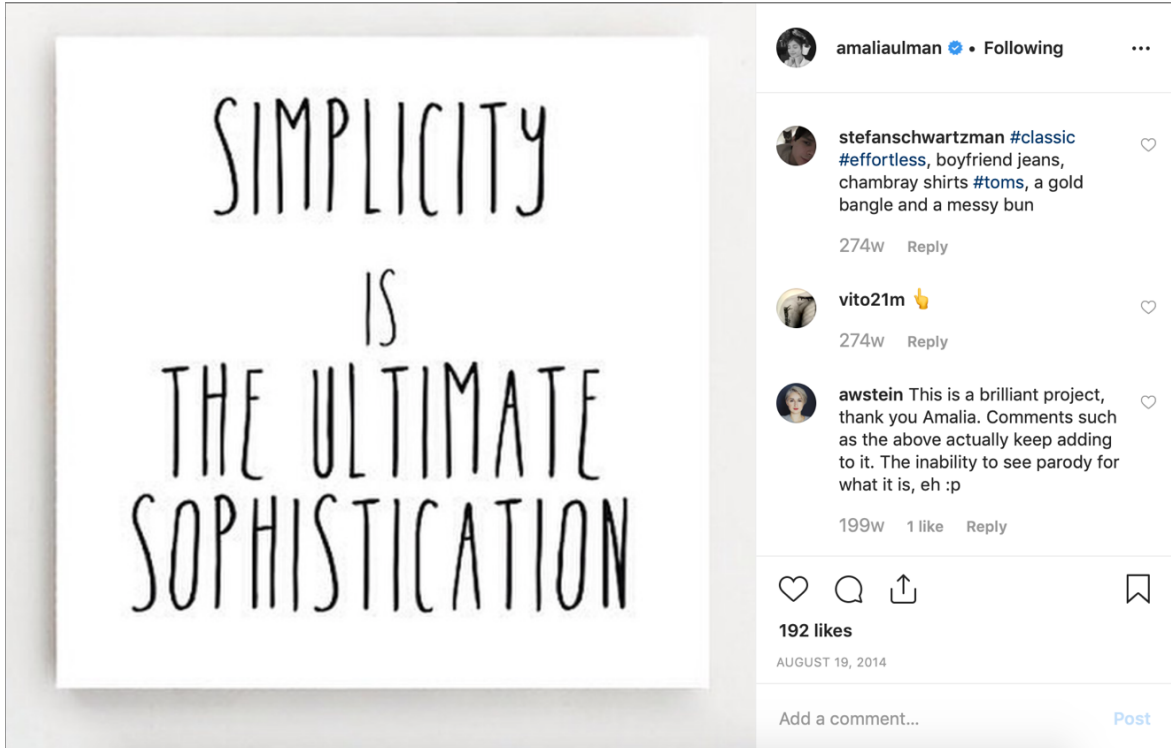 SIMPLICITY
IS
THE ULTIMATE
SOPHISTICATION
amaliaulman • Following
stefanschwartzman #classic
#effortless, boyfriend jeans,
chambray shirts #toms, a gold
bangle and a messy bun
274w Reply
vito21m 👆
274w Reply
awstein This is a brilliant project,
thank you Amalia. Comments such
as the above actually keep adding
to it. The inability to see parody for
what it is, eh :p
199w 1 like Reply
192 likes
AUGUST 19, 2014
Add a comment... Post